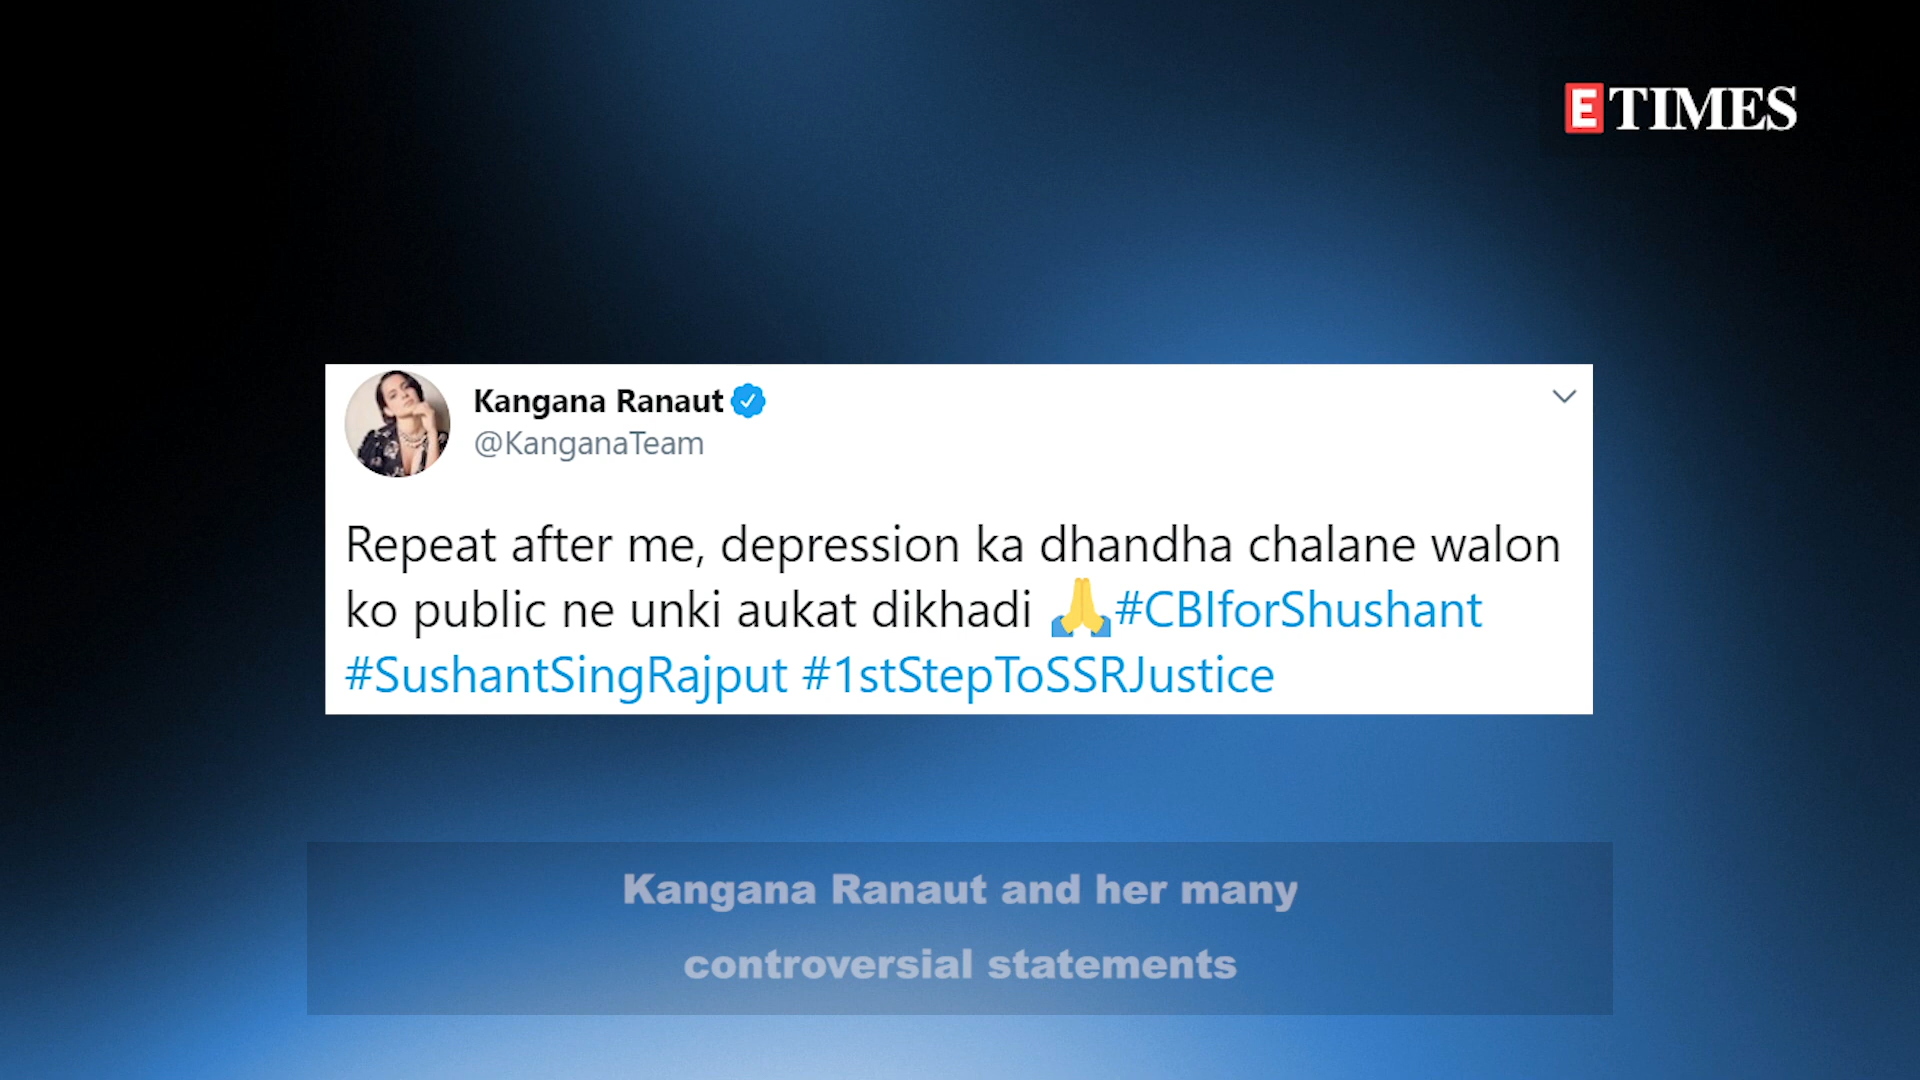 E TIMES
Kangana Ranaut
@KanganaTeam
Repeat after me, depression ka dhandha chalane walon
ko public ne unki aukat dikhadi 🙏#CBIforShushant
#SushantSingRajput #1stStepToSSRJustice
Kangana Ranaut and her many
controversial statements